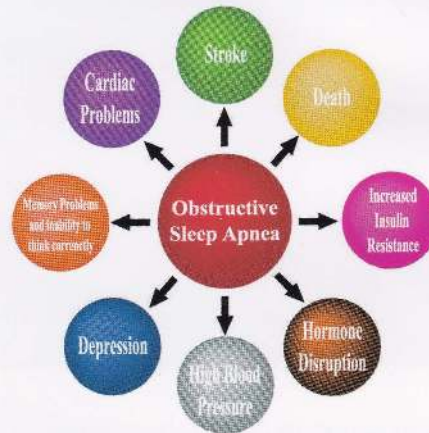 Stroke
Cardiac
Problems
Death
Memory Problems
and inability to
think currently
Obstructive
Sleep Apnea
Increased
Insulin
Resistance
Depression
High Blood
Pressure
Hormone
Disruption